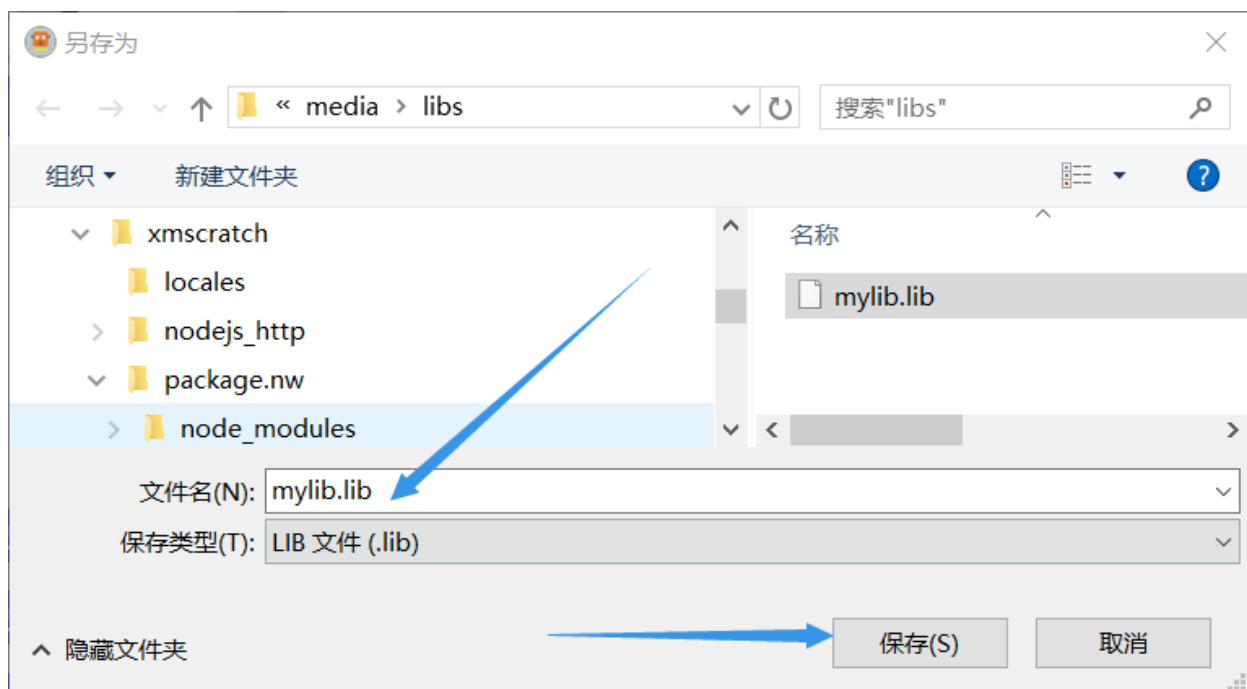 另存为
« media > libs
搜索"libs"
组织
新建文件夹
?
xmscratch
locales
nodejs_http
package.nw
node_modules
名称
mylib.lib
文件名(N): mylib.lib
保存类型(T): LIB 文件 (.lib)
隐藏文件夹
保存(S)
取消